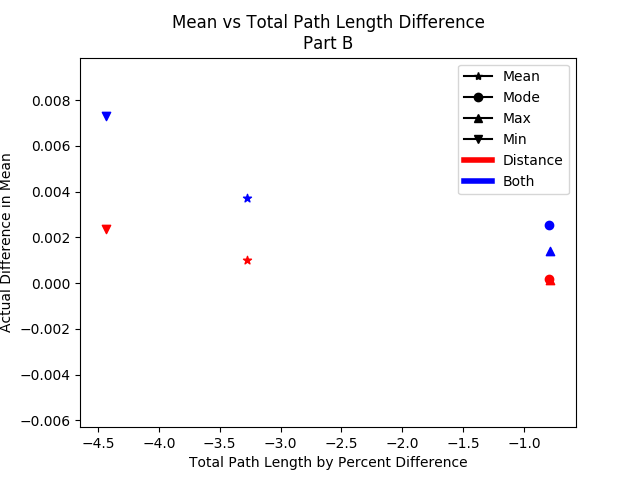 Mean vs Total Path Length Difference
Part B
Actual Difference in Mean
0.008
0.006
0.004
0.002
0.000
−0.002
−0.004
−0.006
Mean
Mode
Max
Min
Distance
Both
−4.5 −4.0 −3.5 −3.0 −2.5 −2.0 −1.5 −1.0
Total Path Length by Percent Difference